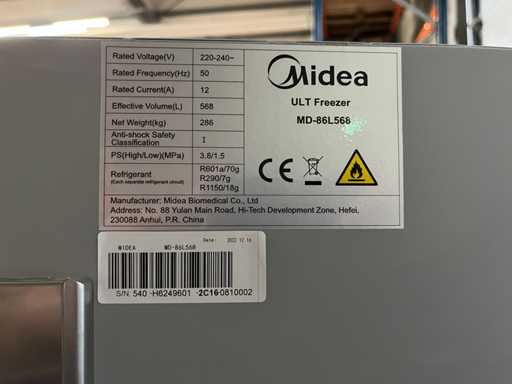 Rated Voltage(V) 220-240~
Rated Frequency(Hz) 50
Rated Current(A) 12
Effective Volume(L) 568
Net Weight(kg) 286
Anti-shock Safety
Classification I
PS(High/Low)(MPa) 3.8/1.5
Refrigerant
(Each separate refrigerant circuit)
R601a/70g
R290/7g
R1150/18g
Midea
ULT Freezer
MD-86L568
CE
Manufacturer: Midea Biomedical Co., Ltd
Address: No. 88 Yulan Main Road, Hi-Tech Development Zone, Hefei,
230088 Anhui, P.R. China
MIDEA MD-86L568 Date: 2022.12.16
S/N: 540 -H6249601 -2C16-0810002